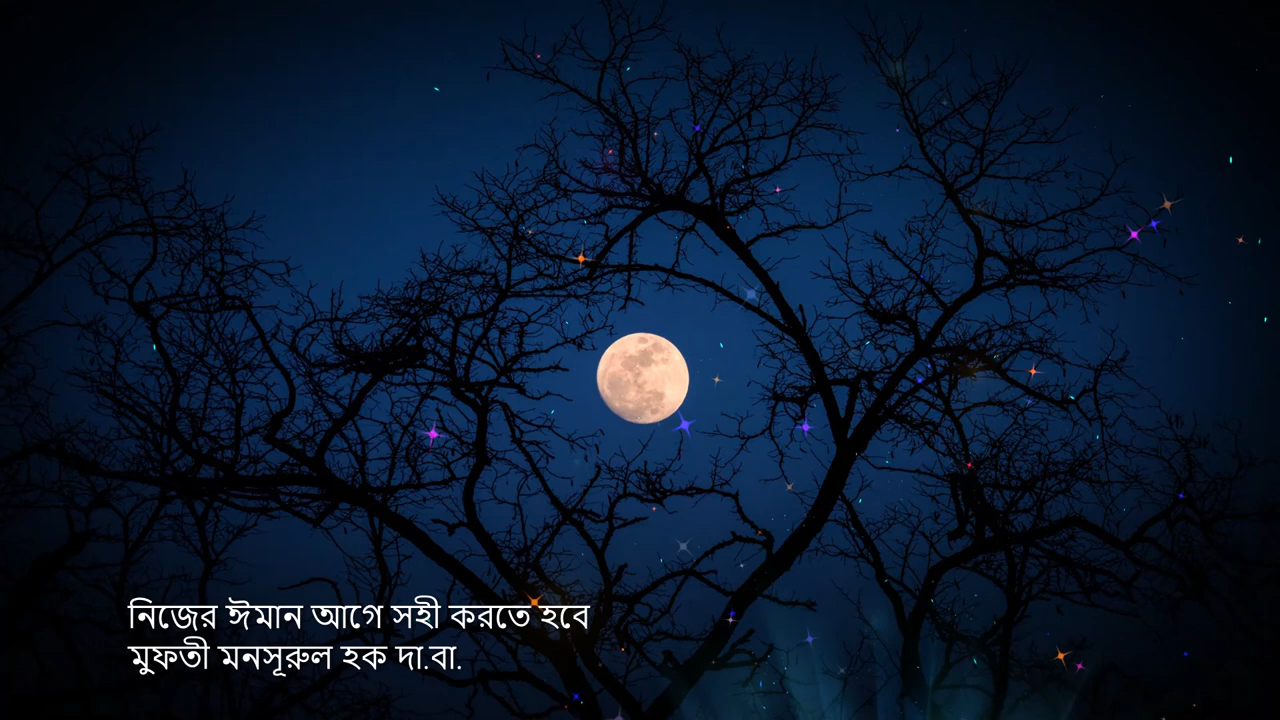 নিজের ঈমান আগে সহী করতে হবে
মুফতী মনসূরুল হক দা.বা.